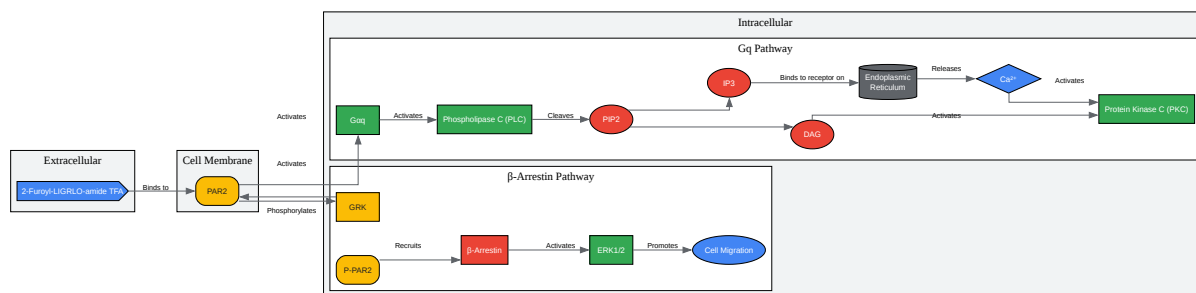 Intracellular
Gq Pathway
IP3
Binds to receptor on
Endoplasmic
Reticulum
Releases
Ca²⁺
Activates
Protein Kinase C (PKC)
Activates
Gαq
Activates
Phospholipase C (PLC)
Cleaves
PIP2
DAG
Activates
Extracellular
2-Furoyl-LIGRLO-amide TFA
Binds to
Cell Membrane
PAR2
Activates
Phosphorylates
β-Arrestin Pathway
GRK
P-PAR2
Recruits
β-Arrestin
Activates
ERK1/2
Promotes
Cell Migration